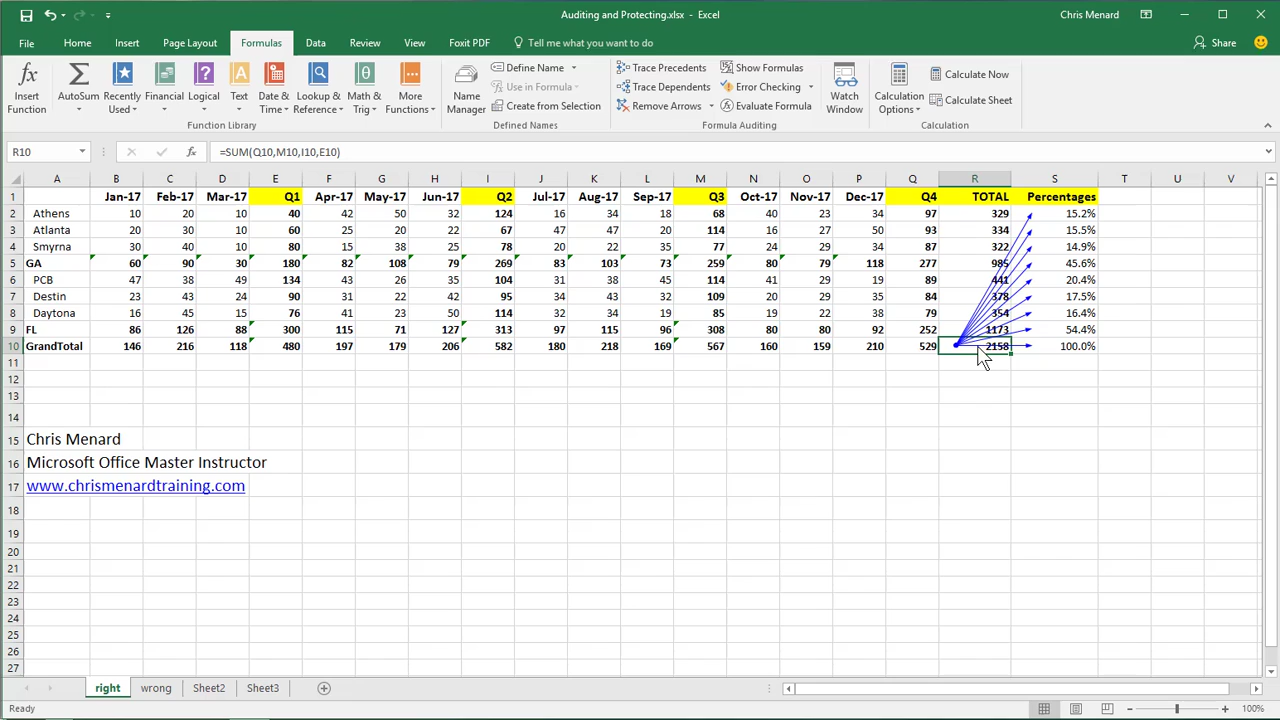 Auditing and Protecting.xlsx - Excel
Chris Menard
File Home Insert Page Layout Formulas Data Review View Foxit PDF Tell me what you want to do Share
Insert Function
AutoSum
Recently Used
Financial
Logical
Text
Date & Time
Lookup & Reference
Math & Trig
More Functions
Function Library
Name Manager
Define Name
Use in Formula
Create from Selection
Defined Names
Trace Precedents
Trace Dependents
Remove Arrows
Show Formulas
Error Checking
Evaluate Formula
Formula Auditing
Watch Window
Calculation Options
Calculate Now
Calculate Sheet
Calculation
R10 fx =SUM(Q10,M10,I10,E10)
A B C D E F G H I J K L M N O P Q R S T U V
1 Jan-17 Feb-17 Mar-17 Q1 Apr-17 May-17 Jun-17 Q2 Jul-17 Aug-17 Sep-17 Q3 Oct-17 Nov-17 Dec-17 Q4 TOTAL Percentages
2 Athens 10 20 10 40 42 50 32 124 16 34 18 68 40 23 34 97 329 15.2%
3 Atlanta 20 30 10 60 25 20 22 67 47 47 20 114 16 27 50 93 334 15.5%
4 Smyrna 30 40 10 80 15 38 25 78 20 22 35 77 24 29 34 87 322 14.9%
5 GA 60 90 30 180 82 108 79 269 83 103 73 259 80 79 118 277 985 45.6%
6 PCB 47 38 49 134 43 26 35 104 31 38 45 114 41 29 19 89 441 20.4%
7 Destin 23 43 24 90 31 22 42 95 34 43 32 109 20 29 35 84 378 17.5%
8 Daytona 16 45 15 76 41 23 50 114 32 34 19 85 19 22 38 79 354 16.4%
9 FL 86 126 88 300 115 71 127 313 97 115 96 308 80 80 92 252 1173 54.4%
10 GrandTotal 146 216 118 480 197 179 206 582 180 218 169 567 160 159 210 529 2158 100.0%
11
12
13
14
15 Chris Menard
16 Microsoft Office Master Instructor
17 www.chrismenardtraining.com
18
19
20
21
22
23
24
25
26
27
right wrong Sheet2 Sheet3
Ready 100%